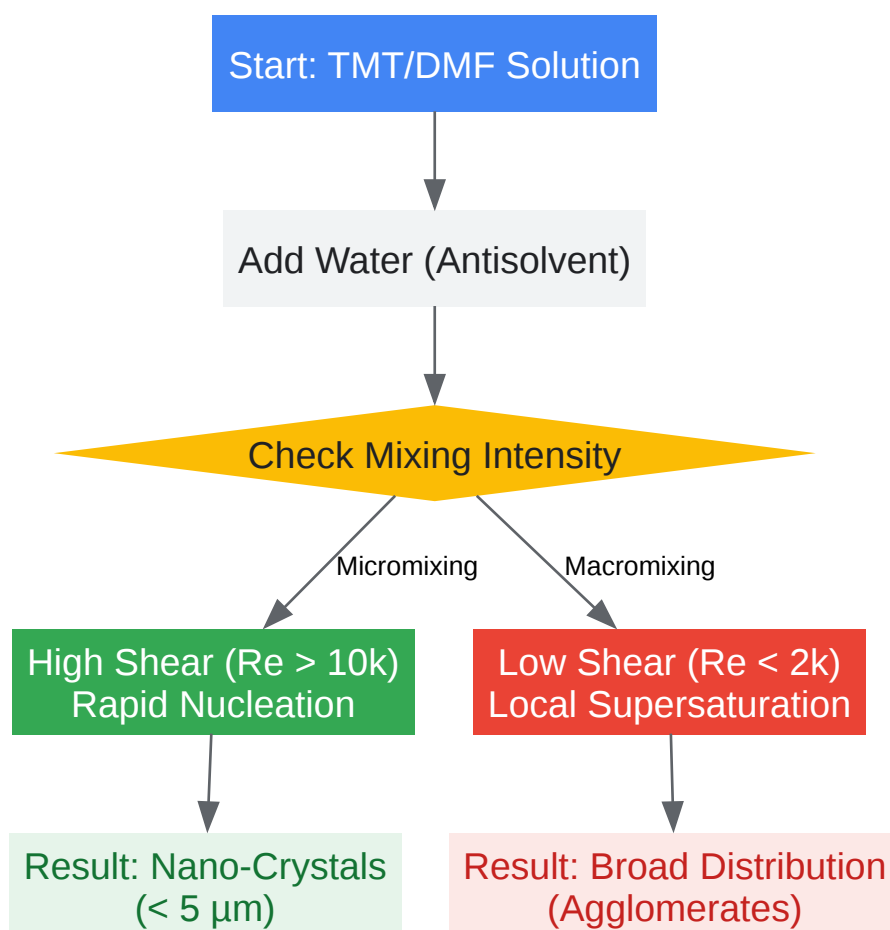 Start: TMT/DMF Solution
Add Water (Antisolvent)
Check Mixing Intensity
Micromixing
Macromixing
High Shear (Re > 10k)
Rapid Nucleation
Low Shear (Re < 2k)
Local Supersaturation
Result: Nano-Crystals
(< 5 µm)
Result: Broad Distribution
(Agglomerates)